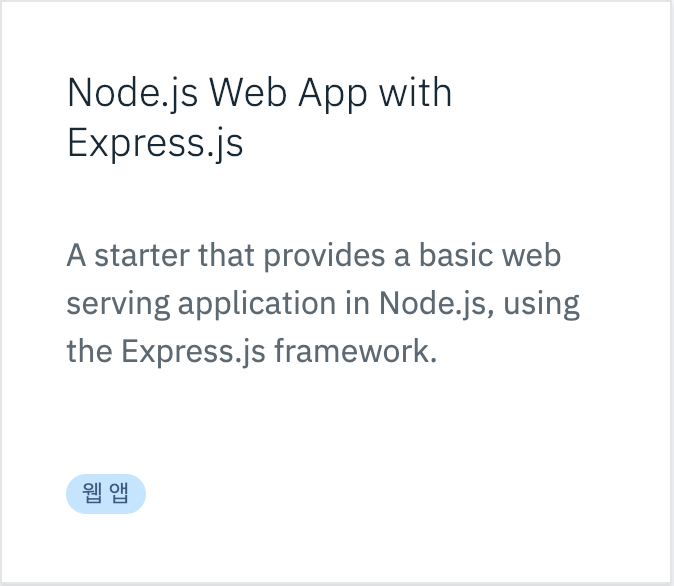 Node.js Web App with
Express.js
A starter that provides a basic web
serving application in Node.js, using
the Express.js framework.
웹 앱